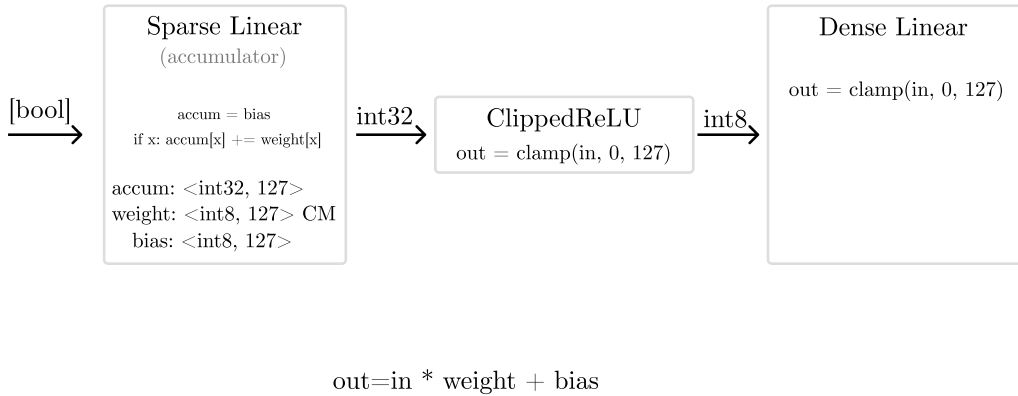 [bool]
Sparse Linear
(accumulator)
accum = bias
if x: accum[x] += weight[x]
accum: <int32, 127>
weight: <int8, 127> CM
bias: <int8, 127>
int32
ClippedReLU
out = clamp(in, 0, 127)
int8
Dense Linear
out = clamp(in, 0, 127)
out=in * weight + bias